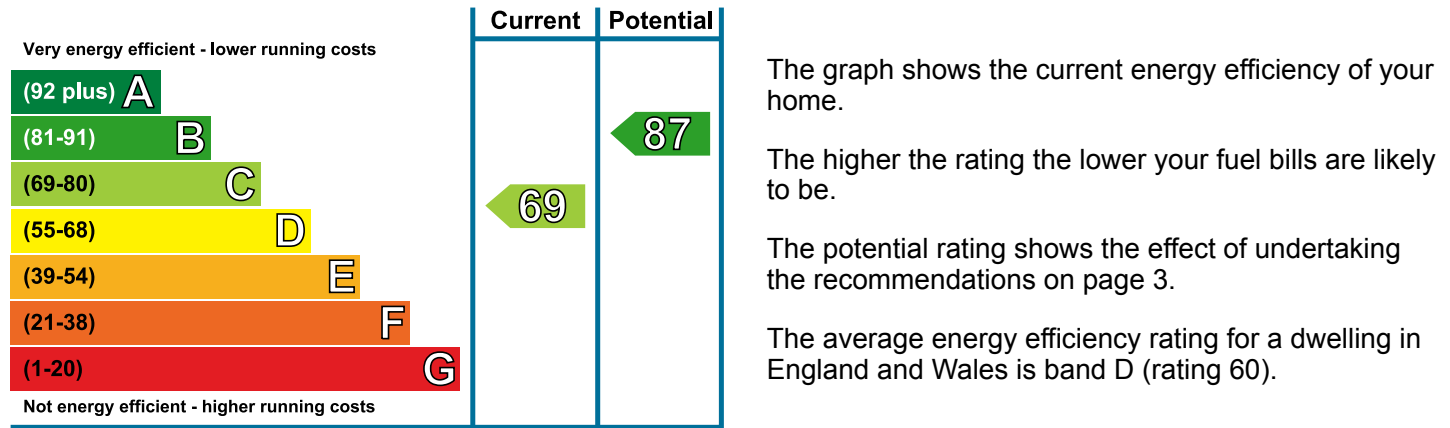 Current Potential
Very energy efficient - lower running costs
(92 plus) A
(81-91) B
87
(69-80) C
69
(55-68) D
(39-54) E
(21-38) F
(1-20) G
Not energy efficient - higher running costs
The graph shows the current energy efficiency of your
home.
The higher the rating the lower your fuel bills are likely
to be.
The potential rating shows the effect of undertaking
the recommendations on page 3.
The average energy efficiency rating for a dwelling in
England and Wales is band D (rating 60).